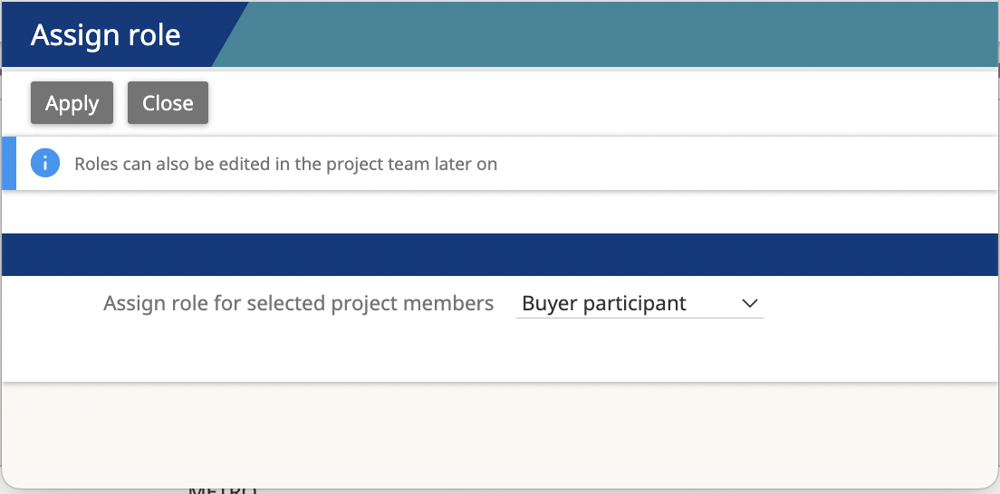 Assign role
Apply Close
Roles can also be edited in the project team later on
Assign role for selected project members Buyer participant
METRO